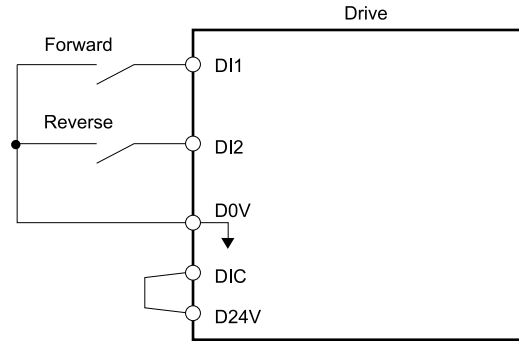 Drive
Forward
DI1
Reverse
DI2
D0V
DIC
D24V